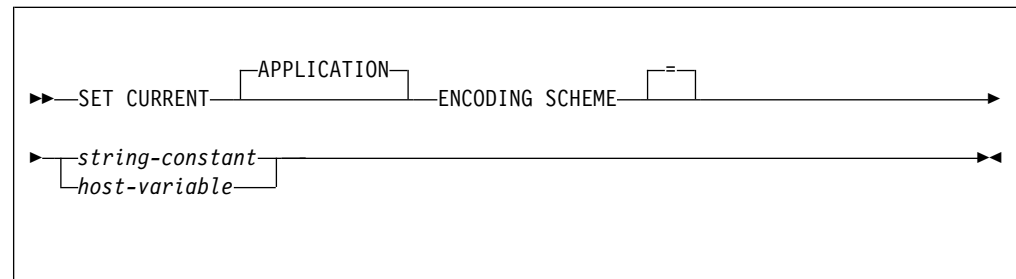 APPLICATION =
SET CURRENT ENCODING SCHEME
string-constant
host-variable